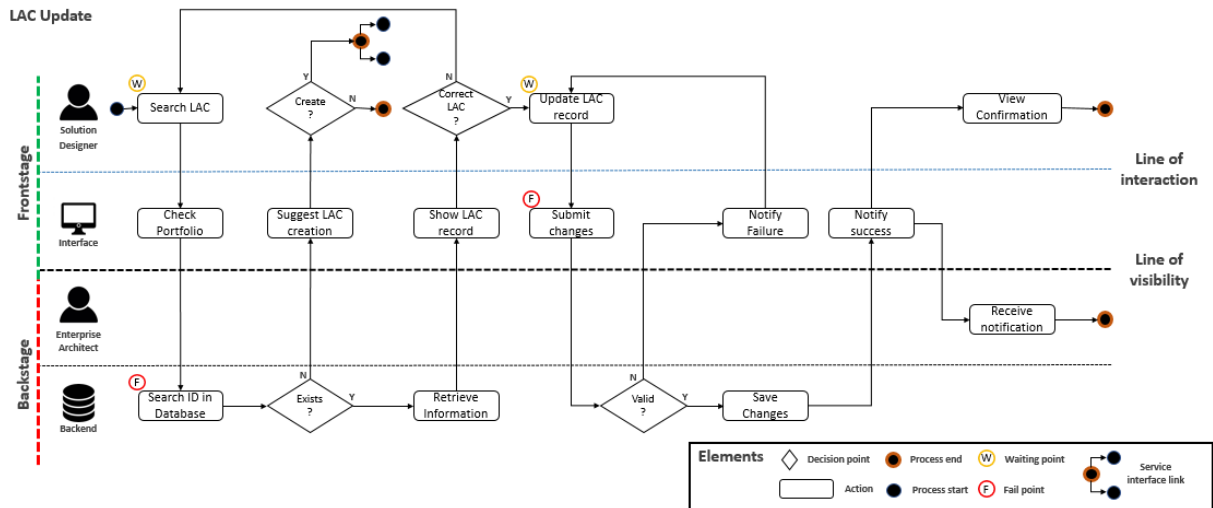 LAC Update
Y
N
W
Search LAC
Create
?
N
Correct
LAC
?
Y
W
Update LAC
record
View
Confirmation
Solution
Designer
Line of
interaction
Frontstage
F
Check
Portfolio
Suggest LAC
creation
Show LAC
record
Submit
changes
Notify
Failure
Notify
success
Interface
Line of
visibility
Enterprise
Architect
Receive
notification
Backstage
F
N
N
Search ID in
Database
Exists
?
Y
Retrieve
Information
Valid
?
Y
Save
Changes
Backend
Elements
Decision point
Process end
W
Waiting point
Service
interface link
Action
Process start
F
Fail point